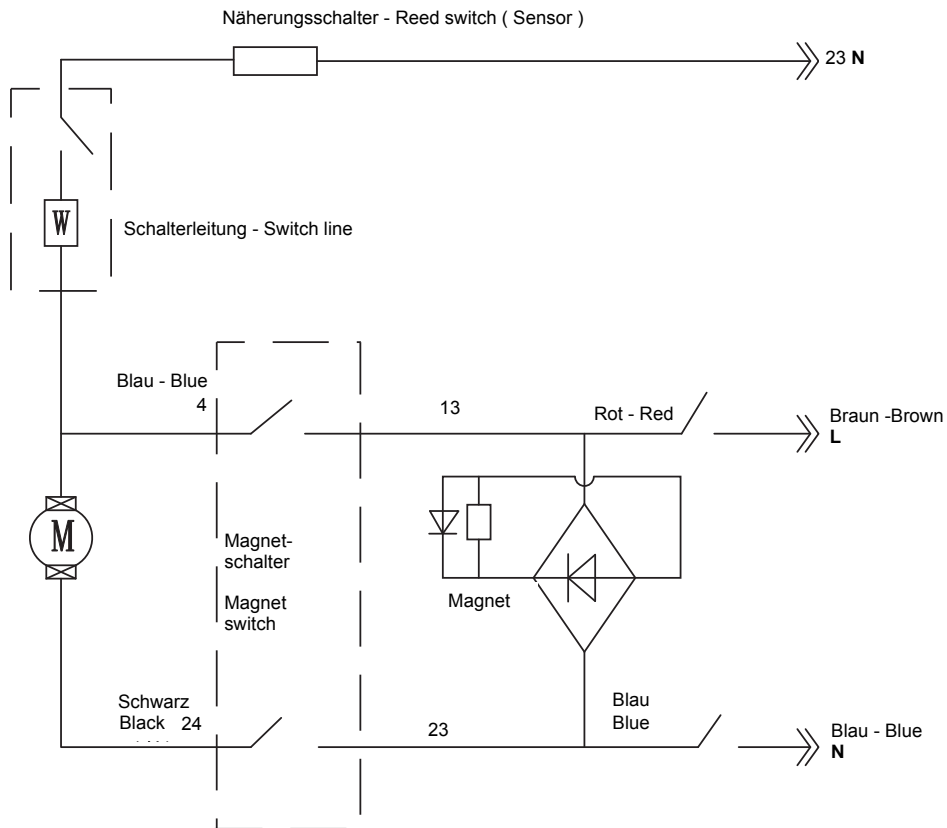 Näherungsschalter - Reed switch ( Sensor )
23 N
W
Schalterleitung - Switch line
Blau - Blue
4
13
Rot - Red
Braun -Brown
L
M
Magnet-
schalter
Magnet
switch
Magnet
Schwarz
Black 24
23
Blau
Blue
Blau - Blue
N